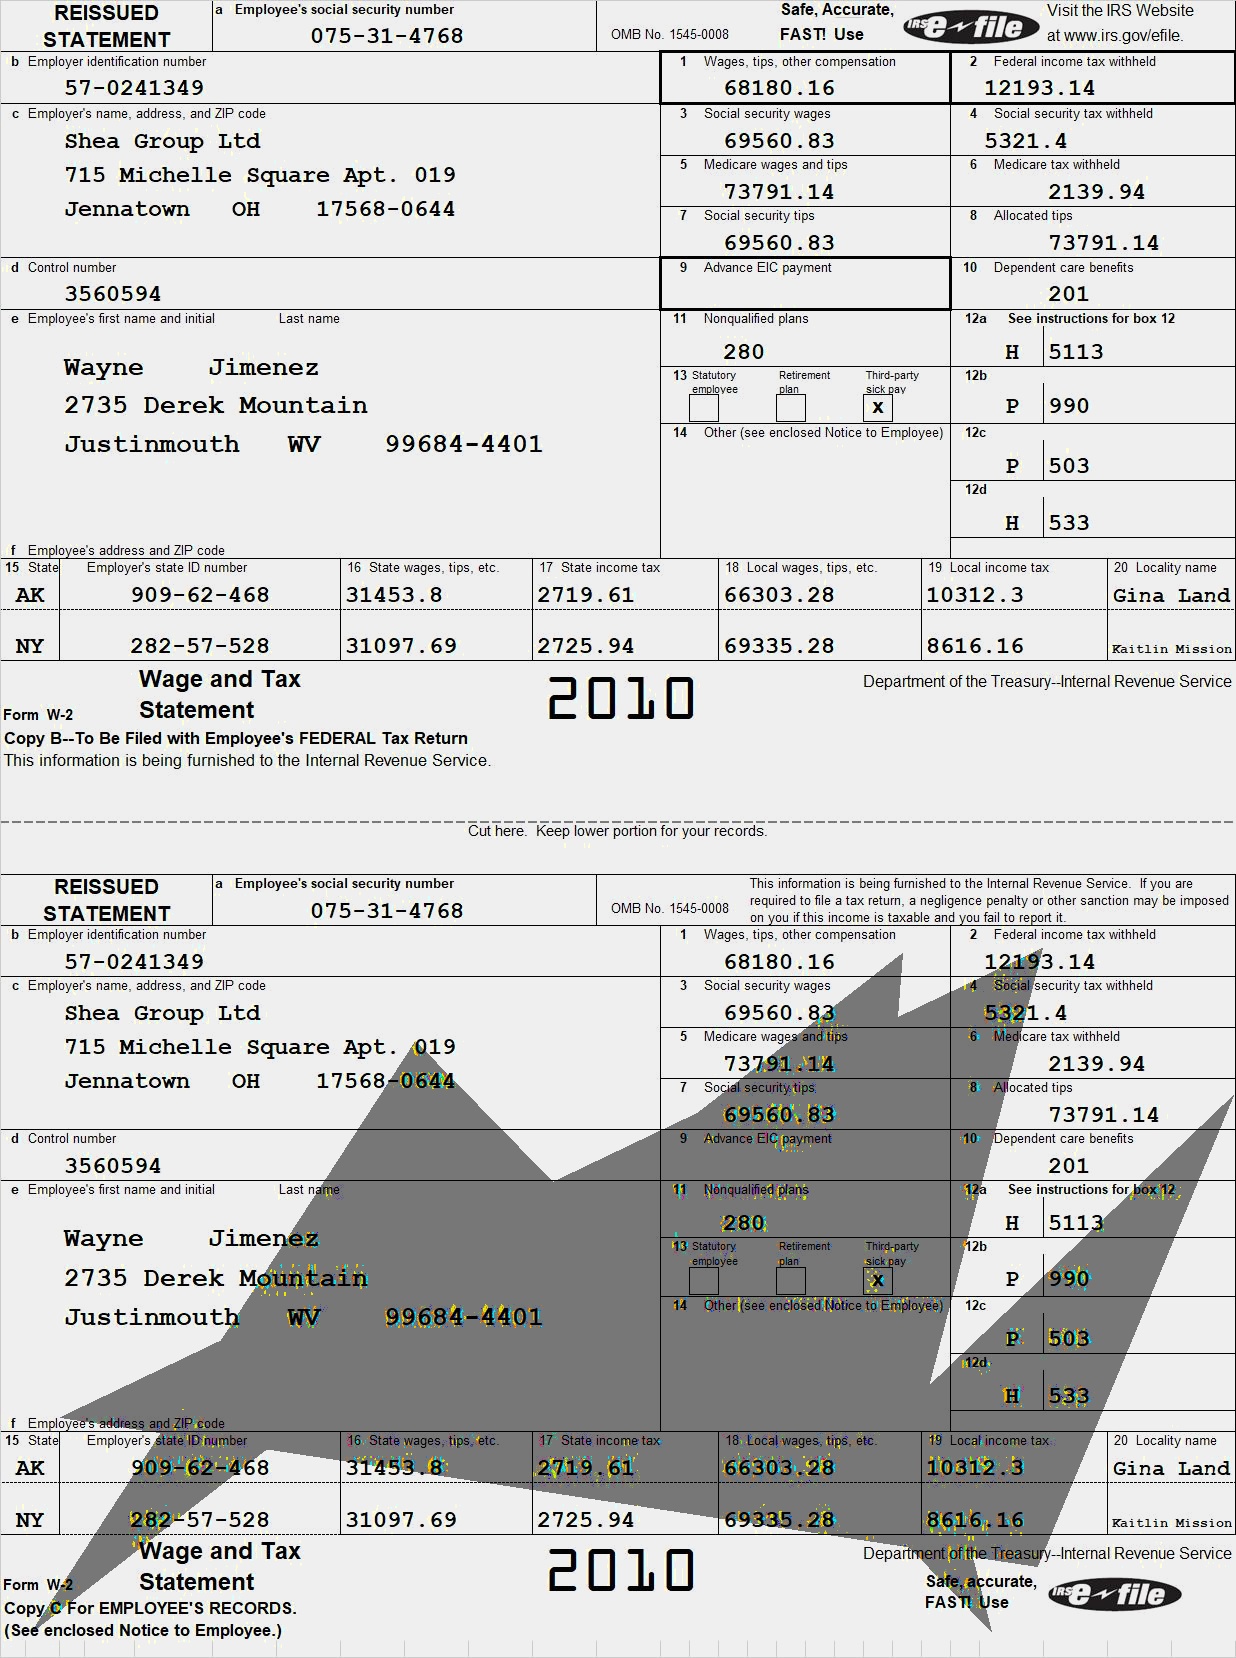 REISSUED STATEMENT
a Employee's social security number
075-31-4768
OMB No. 1545-0008
Safe, Accurate, FAST! Use
IRS e-file
Visit the IRS Website at www.irs.gov/efile.
b Employer identification number
57-0241349
1 Wages, tips, other compensation
68180.16
2 Federal income tax withheld
12193.14
c Employer's name, address, and ZIP code
Shea Group Ltd
715 Michelle Square Apt. 019
Jennatown OH 17568-0644
3 Social security wages
69560.83
4 Social security tax withheld
5321.4
5 Medicare wages and tips
73791.14
6 Medicare tax withheld
2139.94
7 Social security tips
69560.83
8 Allocated tips
73791.14
d Control number
3560594
9 Advance EIC payment
10 Dependent care benefits
201
e Employee's first name and initial Last name
Wayne Jimenez
2735 Derek Mountain
Justinmouth WV 99684-4401
f Employee's address and ZIP code
11 Nonqualified plans
280
12a See instructions for box 12
H 5113
13 Statutory employee Retirement plan Third-party sick pay
x
12b
P 990
14 Other (see enclosed Notice to Employee)
12c
P 503
12d
H 533
15 State Employer's state ID number 16 State wages, tips, etc. 17 State income tax 18 Local wages, tips, etc. 19 Local income tax 20 Locality name
AK 909-62-468 31453.8 2719.61 66303.28 10312.3 Gina Land
NY 282-57-528 31097.69 2725.94 69335.28 8616.16 Kaitlin Mission
Form W-2 Wage and Tax Statement
2010
Department of the Treasury--Internal Revenue Service
Copy B--To Be Filed with Employee's FEDERAL Tax Return
This information is being furnished to the Internal Revenue Service.
Cut here. Keep lower portion for your records.
REISSUED STATEMENT
a Employee's social security number
075-31-4768
OMB No. 1545-0008
This information is being furnished to the Internal Revenue Service. If you are
required to file a tax return, a negligence penalty or other sanction may be imposed
on you if this income is taxable and you fail to report it.
b Employer identification number
57-0241349
1 Wages, tips, other compensation
68180.16
2 Federal income tax withheld
12193.14
c Employer's name, address, and ZIP code
Shea Group Ltd
715 Michelle Square Apt. 019
Jennatown OH 17568-0644
3 Social security wages
69560.83
4 Social security tax withheld
5321.4
5 Medicare wages and tips
73791.14
6 Medicare tax withheld
2139.94
7 Social security tips
69560.83
8 Allocated tips
73791.14
d Control number
3560594
9 Advance EIC payment
10 Dependent care benefits
201
e Employee's first name and initial Last name
Wayne Jimenez
2735 Derek Mountain
Justinmouth WV 99684-4401
f Employee's address and ZIP code
11 Nonqualified plans
280
12a See instructions for box 12
H 5113
13 Statutory employee Retirement plan Third-party sick pay
x
12b
P 990
14 Other (see enclosed Notice to Employee)
12c
P 503
12d
H 533
15 State Employer's state ID number 16 State wages, tips, etc. 17 State income tax 18 Local wages, tips, etc. 19 Local income tax 20 Locality name
AK 909-62-468 31453.8 2719.61 66303.28 10312.3 Gina Land
NY 282-57-528 31097.69 2725.94 69335.28 8616.16 Kaitlin Mission
Form W-2 Wage and Tax Statement
2010
Department of the Treasury--Internal Revenue Service
Safe, accurate, FAST! Use
IRS e-file
Copy C For EMPLOYEE'S RECORDS.
(See enclosed Notice to Employee.)